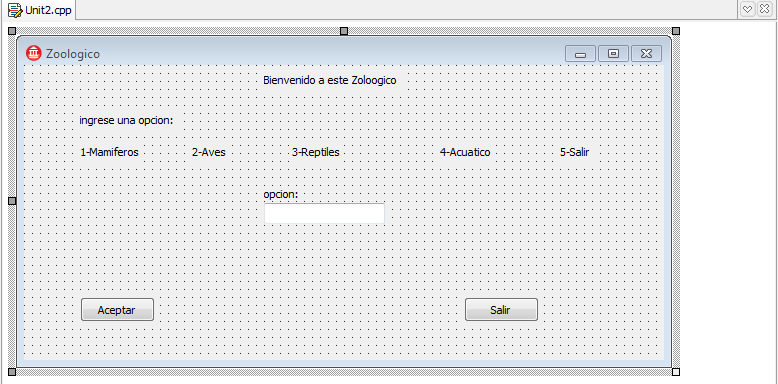 Unit2.cpp
Zoologico
Bienvenido a este Zoloogico
ingrese una opcion:
1-Mamiferos 2-Aves 3-Reptiles 4-Acuatico 5-Salir
opcion:
Aceptar Salir